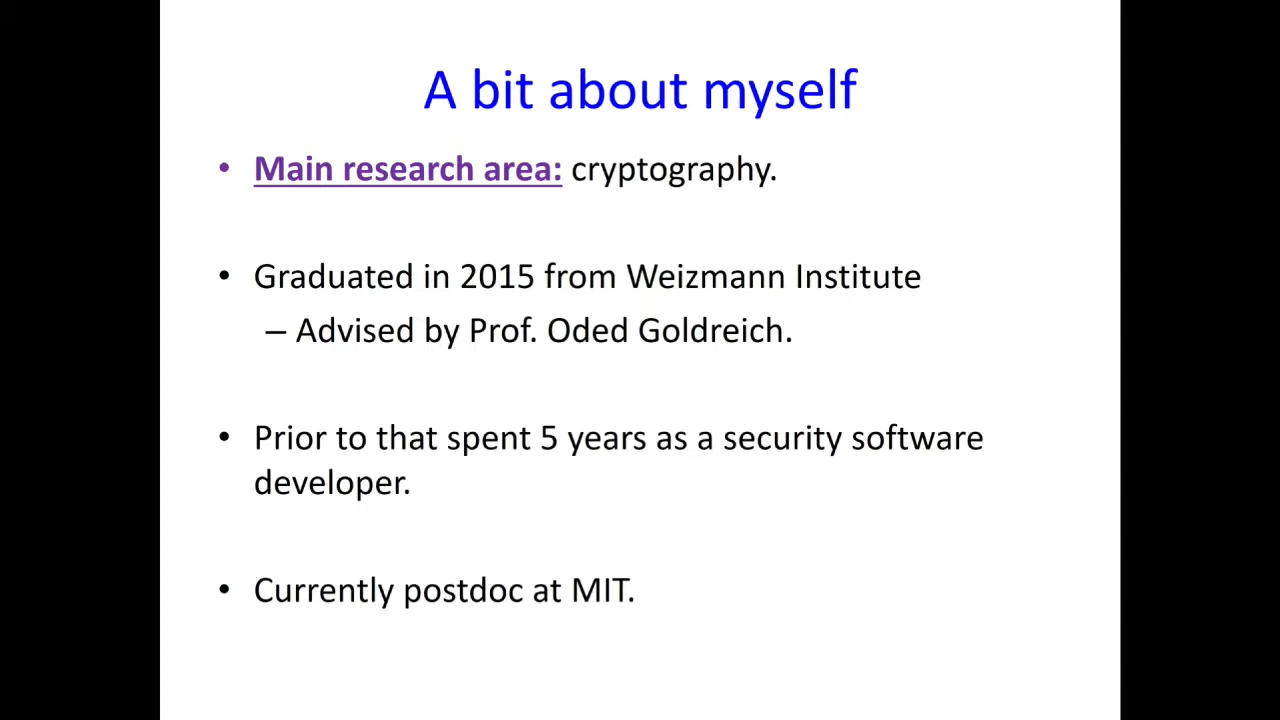 A bit about myself
• Main research area: cryptography.
• Graduated in 2015 from Weizmann Institute
– Advised by Prof. Oded Goldreich.
• Prior to that spent 5 years as a security software
developer.
• Currently postdoc at MIT.